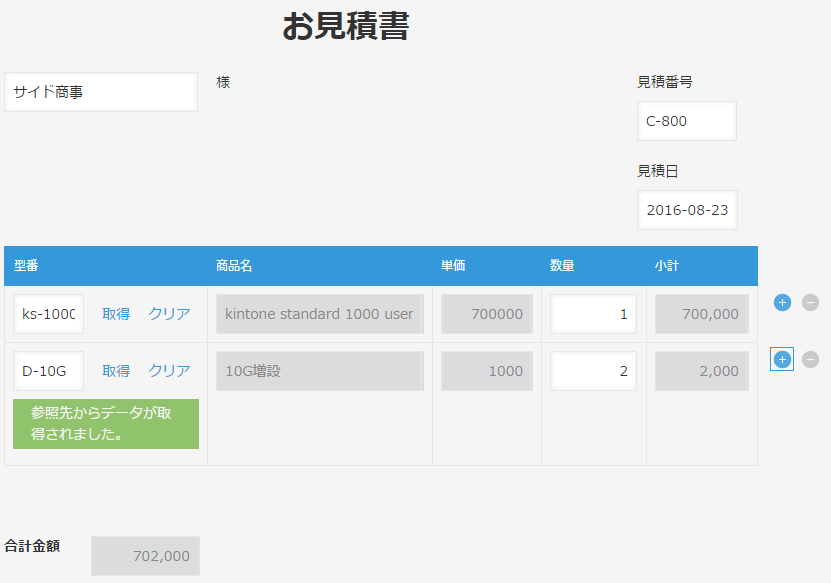 お見積書
サイド商事 様
見積番号
C-800
見積日
2016-08-23
型番 商品名 単価 数量 小計
ks-1000 取得 クリア kintone standard 1000 user 700000 1 700,000
D-10G 取得 クリア 10G増設 1000 2 2,000
参照先からデータが取
得されました。
合計金額 702,000